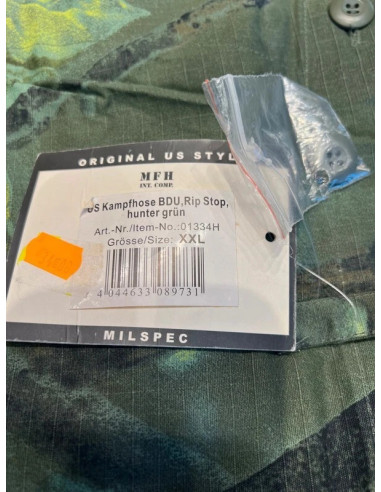 ORIGINAL US STYL
MFH
INT. COMP.
US Kampfhose BDU,Rip Stop,
hunter grün
Art.-Nr./Item-No.:01334H
Grösse/Size: XXL
4 044633 089731
MILSPEC